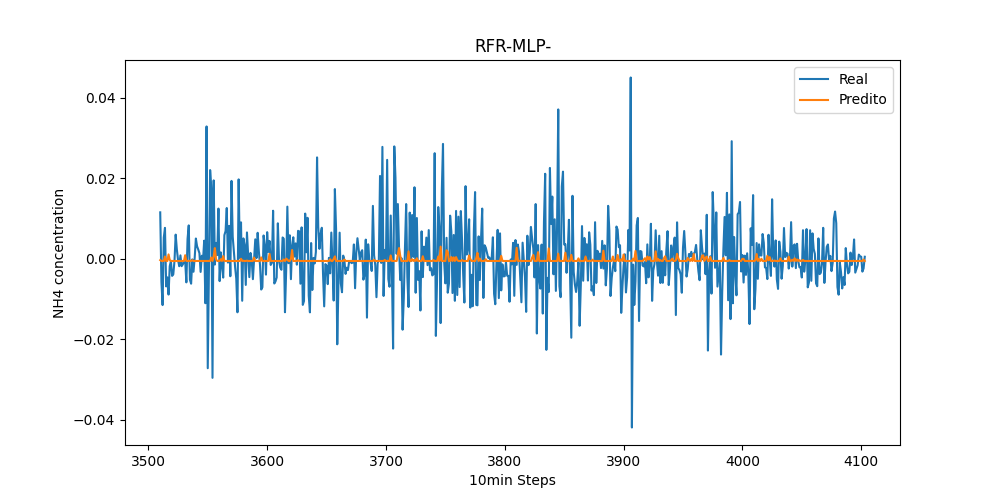 RFR-MLP-
Real
Predito
NH4 concentration
0.04
0.02
0.00
−0.02
−0.04
3500 3600 3700 3800 3900 4000 4100
10min Steps